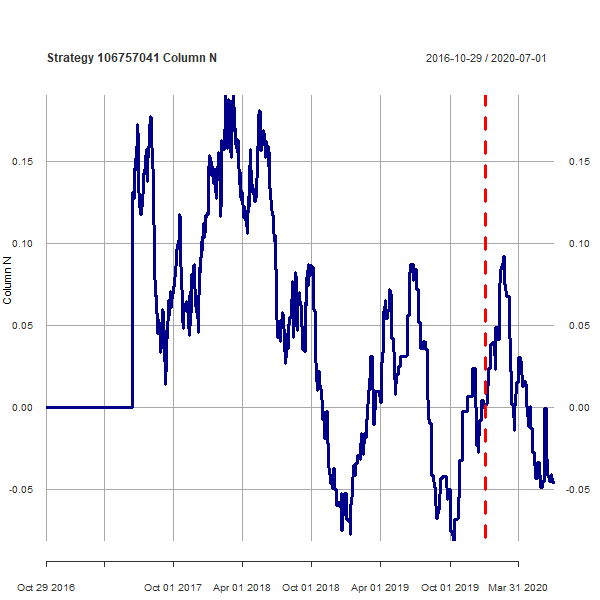 Strategy 106757041 Column N
2016-10-29 / 2020-07-01
Column N
0.15
0.10
0.05
0.00
-0.05
0.15
0.10
0.05
0.00
-0.05
Oct 29 2016
Oct 01 2017
Apr 01 2018
Oct 01 2018
Apr 01 2019
Oct 01 2019
Mar 31 2020